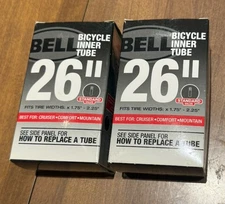 BELL
BICYCLE
INNER
TUBE
26"
STANDARD
FITS TIRE WIDTHS: x 1.75" - 2.25"
BEST FOR: CRUISER • COMFORT • MOUNTAIN
SEE SIDE PANEL FOR
HOW TO REPLACE A TUBE
BELL
BICYCLE
INNER
TUBE
26"
STANDARD
FITS TIRE WIDTHS: x 1.75" - 2.25"
BEST FOR: CRUISER • COMFORT • MOUNTAIN
SEE SIDE PANEL FOR
HOW TO REPLACE A TUBE